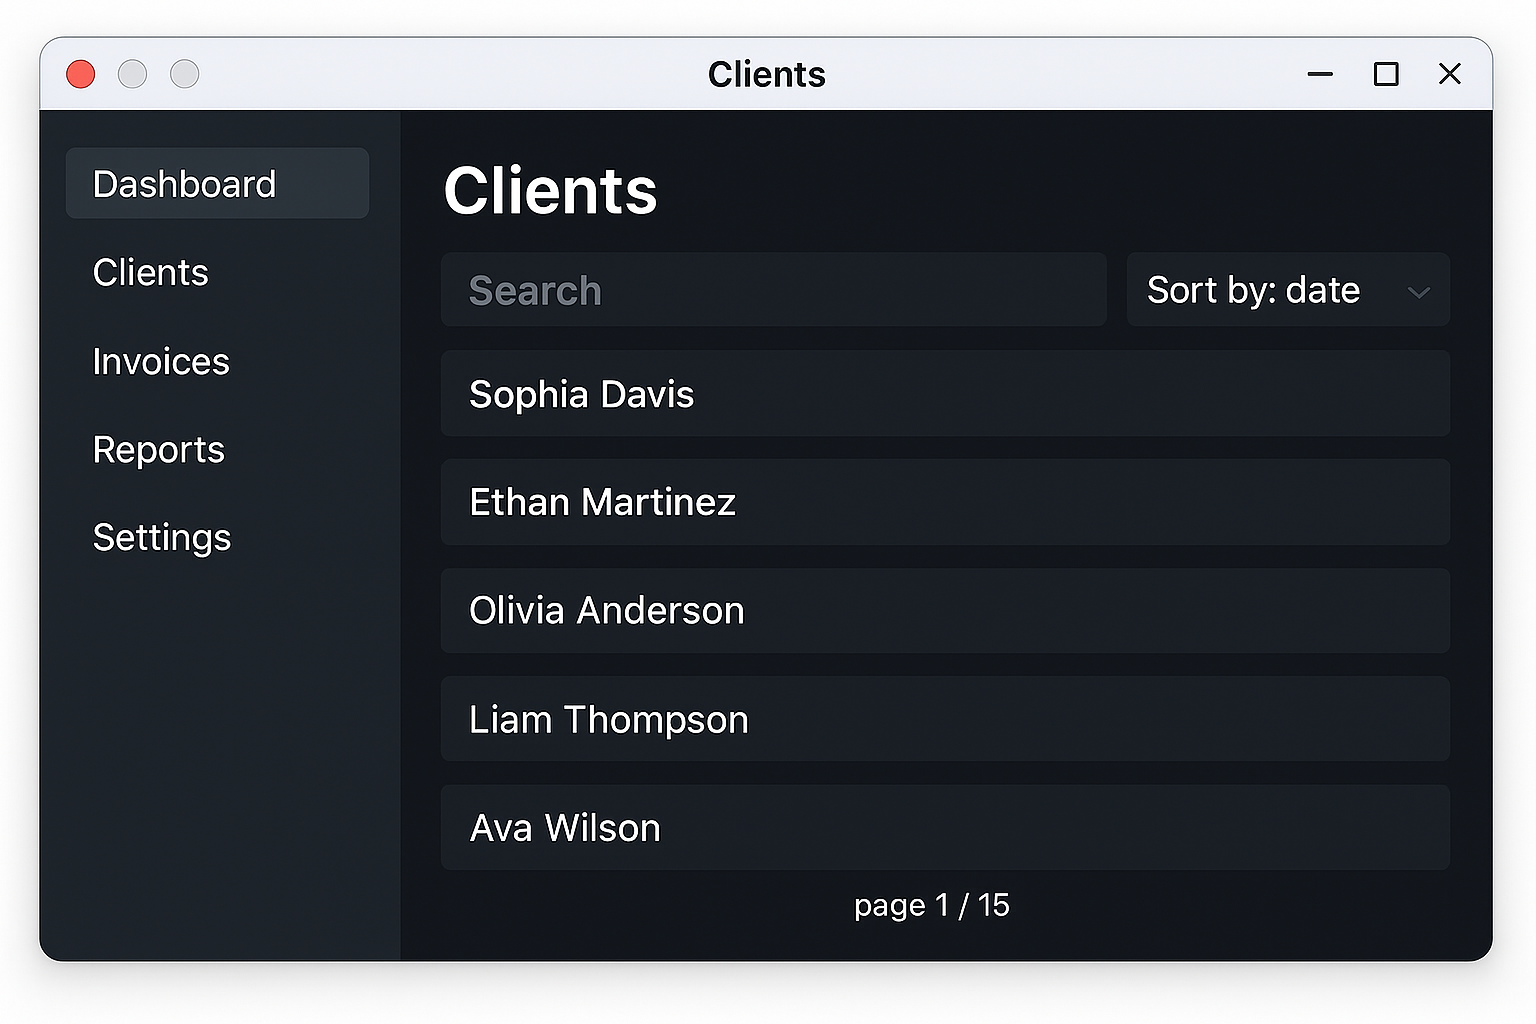 Clients
Dashboard
Clients
Invoices
Reports
Settings
Clients
Search
Sort by: date
Sophia Davis
Ethan Martinez
Olivia Anderson
Liam Thompson
Ava Wilson
page 1 / 15